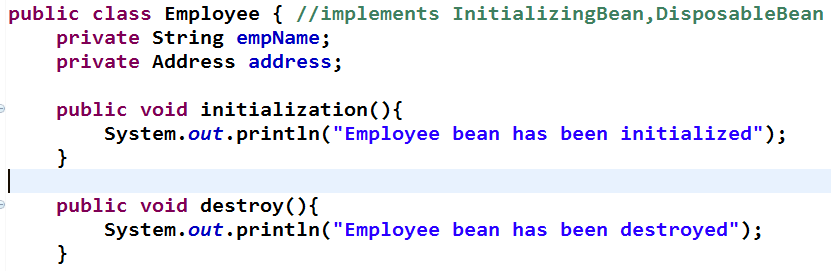 public class Employee { //implements InitializingBean,DisposableBean
    private String empName;
    private Address address;
    public void initialization(){
        System.out.println("Employee bean has been initialized");
    }
    public void destroy(){
        System.out.println("Employee bean has been destroyed");
    }